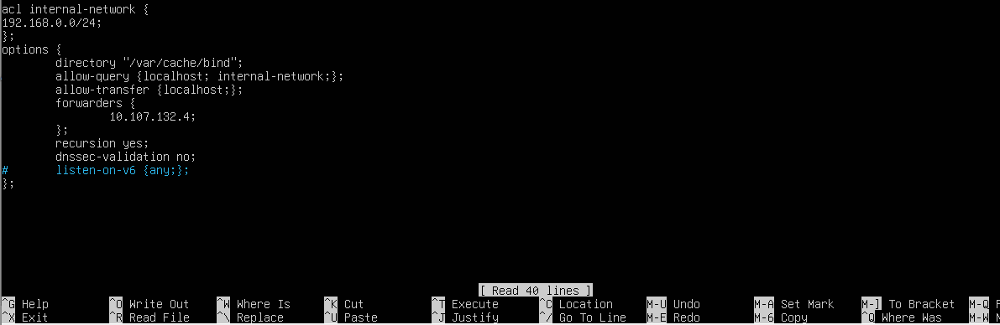 acl internal-network {
192.168.0.0/24;
};
options {
directory "/var/cache/bind";
allow-query {localhost; internal-network;};
allow-transfer {localhost;};
forwarders {
10.107.132.4;
};
recursion yes;
dnssec-validation no;
# listen-on-v6 {any;};
};
[ Read 40 lines ]
^G Help ^O Write Out ^W Where Is ^K Cut ^T Execute ^C Location M-U Undo M-A Set Mark M-] To Bracket M-Q
^X Exit ^R Read File ^\ Replace ^U Paste ^J Justify ^/ Go To Line M-E Redo M-6 Copy ^Q Where Was M-W